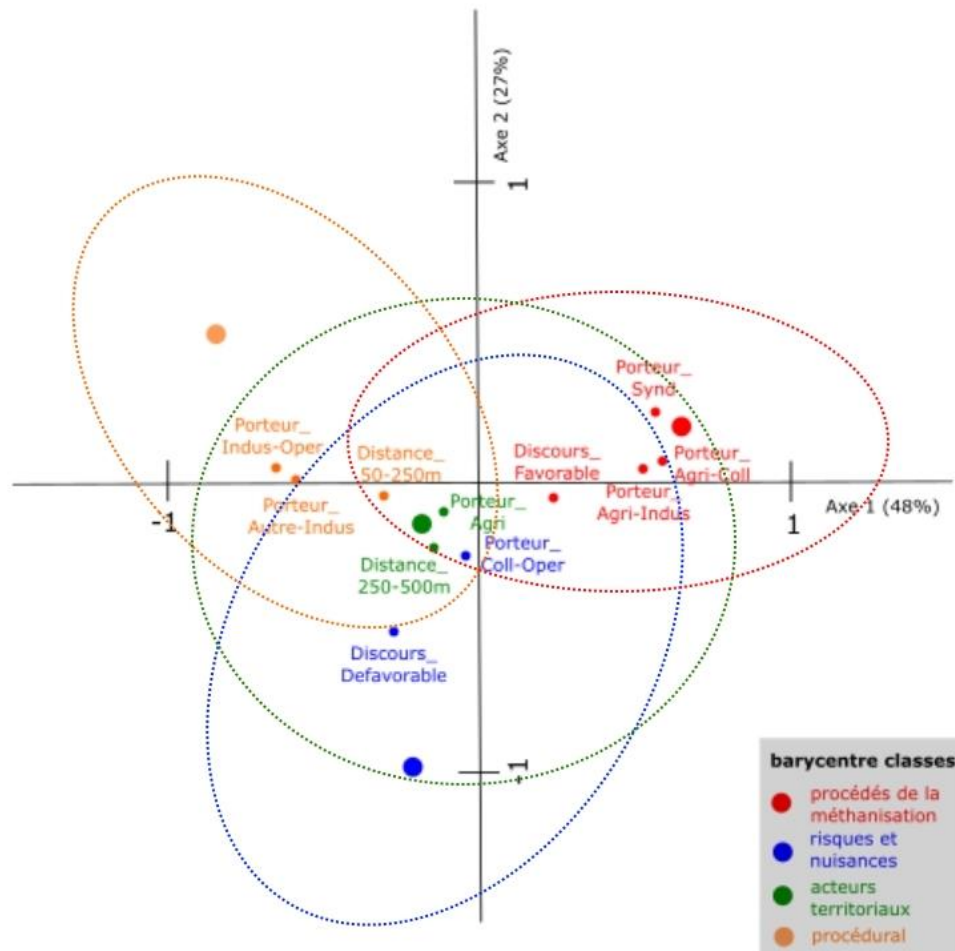 Axe 2 (27%)
1
Porteur_
Synd
Porteur_
Indus-Oper
Distance_
50-250m
Discours_
Favorable
Porteur_
Agri-Coll
-1
Porteur_
Autre-Indus
Porteur_
Agri
Porteur_
Agri-Indus
1
Axe 1 (48%)
Distance_
250-500m
Porteur_
Coll-Oper
Discours_
Defavorable
-1
barycentre classes
procédés de la
méthanisation
risques et
nuisances
acteurs
territoriaux
procédural